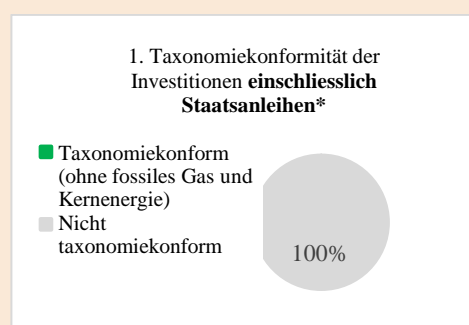 1. Taxonomiekonformität der
Investitionen einschliesslich
Staatsanleihen*
Taxonomiekonform
(ohne fossiles Gas und
Kernenergie)
Nicht
taxonomiekonform
100%